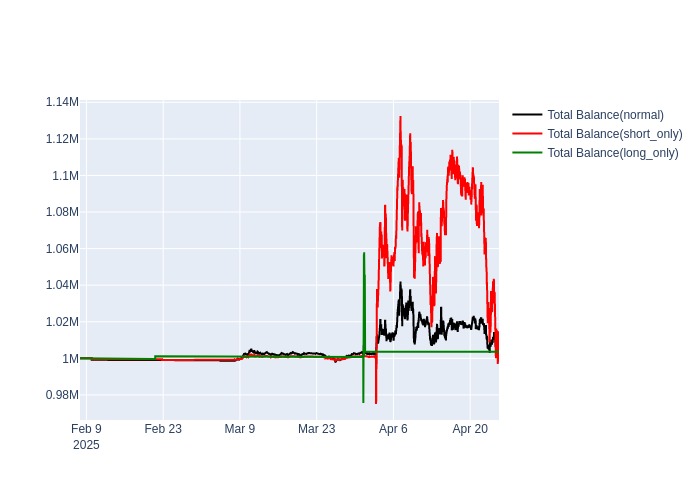 1.14M
1.12M
1.1M
1.08M
1.06M
1.04M
1.02M
1M
0.98M
Feb 9
2025
Feb 23
Mar 9
Mar 23
Apr 6
Apr 20
Total Balance(normal)
Total Balance(short_only)
Total Balance(long_only)